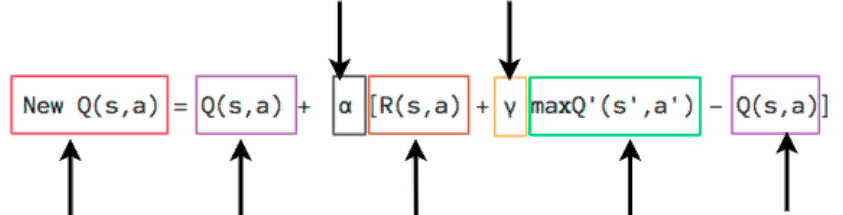 New Q(s,a) = Q(s,a) + α [R(s,a) + γ maxQ'(s',a') - Q(s,a)]